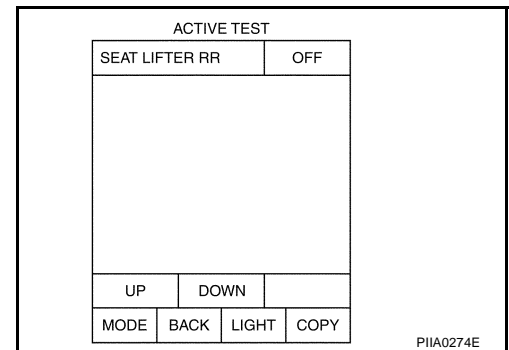 ACTIVE TEST
SEAT LIFTER RR OFF
UP DOWN
MODE BACK LIGHT COPY
PIIA0274E